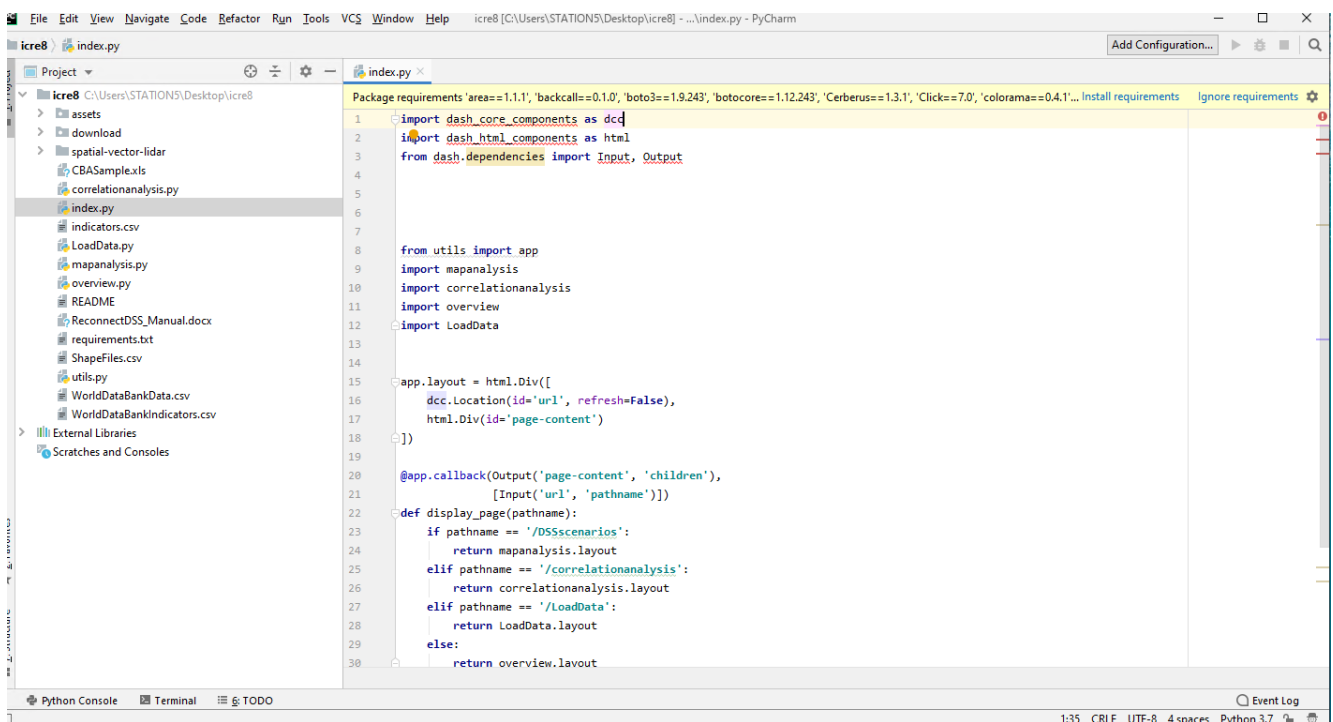 File Edit View Navigate Code Refactor Run Tools VCS Window Help icre8 [C:\Users\STATION5\Desktop\icre8] - ...\index.py - PyCharm
icre8 index.py Add Configuration...
Project index.py
icre8 C:\Users\STATION5\Desktop\icre8
Package requirements 'area==1.1.1', 'backcall==0.1.0', 'boto3==1.9.243', 'botocore==1.12.243', 'Cerberus==1.3.1', 'Click==7.0', 'colorama==0.4.1'... Install requirements Ignore requirements
assets
download
spatial-vector-lidar
CBASample.xls
correlationanalysis.py
index.py
indicators.csv
LoadData.py
mapanalysis.py
overview.py
README
ReconnectDSS_Manual.docx
requirements.txt
ShapeFiles.csv
utils.py
WorldDataBankData.csv
WorldDataBankIndicators.csv
External Libraries
Scratches and Consoles
1 import dash_core_components as dcc
2 import dash_html_components as html
3 from dash.dependencies import Input, Output
4
5
6
7
8 from utils import app
9 import mapanalysis
10 import correlationanalysis
11 import overview
12 import LoadData
13
14
15 app.layout = html.Div([
16 dcc.Location(id='url', refresh=False),
17 html.Div(id='page-content')
18 ])
19
20 @app.callback(Output('page-content', 'children'),
21 [Input('url', 'pathname')])
22 def display_page(pathname):
23 if pathname == '/DSSscenarios':
24 return mapanalysis.layout
25 elif pathname == '/correlationanalysis':
26 return correlationanalysis.layout
27 elif pathname == '/LoadData':
28 return LoadData.layout
29 else:
30 return overview.layout
Python Console Terminal 6: TODO Event Log
1:35 CRLF UTF-8 4 spaces Python 3.7